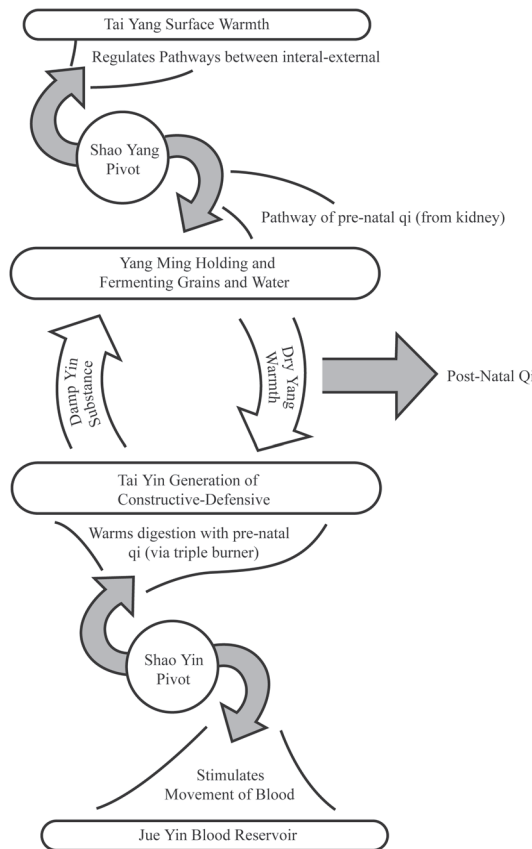 Tai Yang Surface Warmth
Regulates Pathways between interal-external
Shao Yang
Pivot
Pathway of pre-natal qi (from kidney)
Yang Ming Holding and
Fermenting Grains and Water
Damp Yin
Substance
Dry Yang
Warmth
Post-Natal Qi
Tai Yin Generation of
Constructive-Defensive
Warms digestion with pre-natal
qi (via triple burner)
Shao Yin
Pivot
Stimulates
Movement of Blood
Jue Yin Blood Reservoir